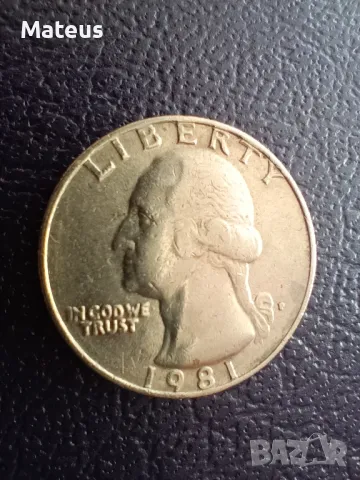 Mateus
LIBERTY
IN GOD WE
TRUST
1981
BAZAR